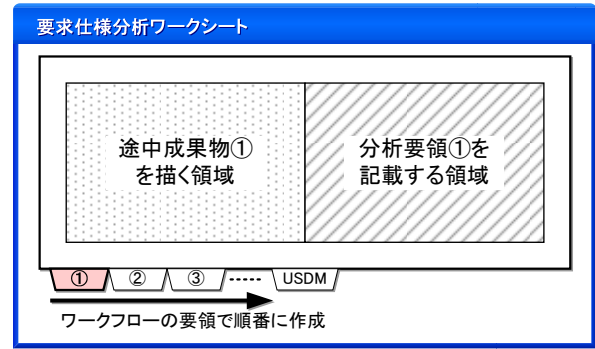 要求仕様分析ワークシート
途中成果物①
を描く領域
分析要領①を
記載する領域
① ② ③ ----- USDM
ワークフローの要領で順番に作成